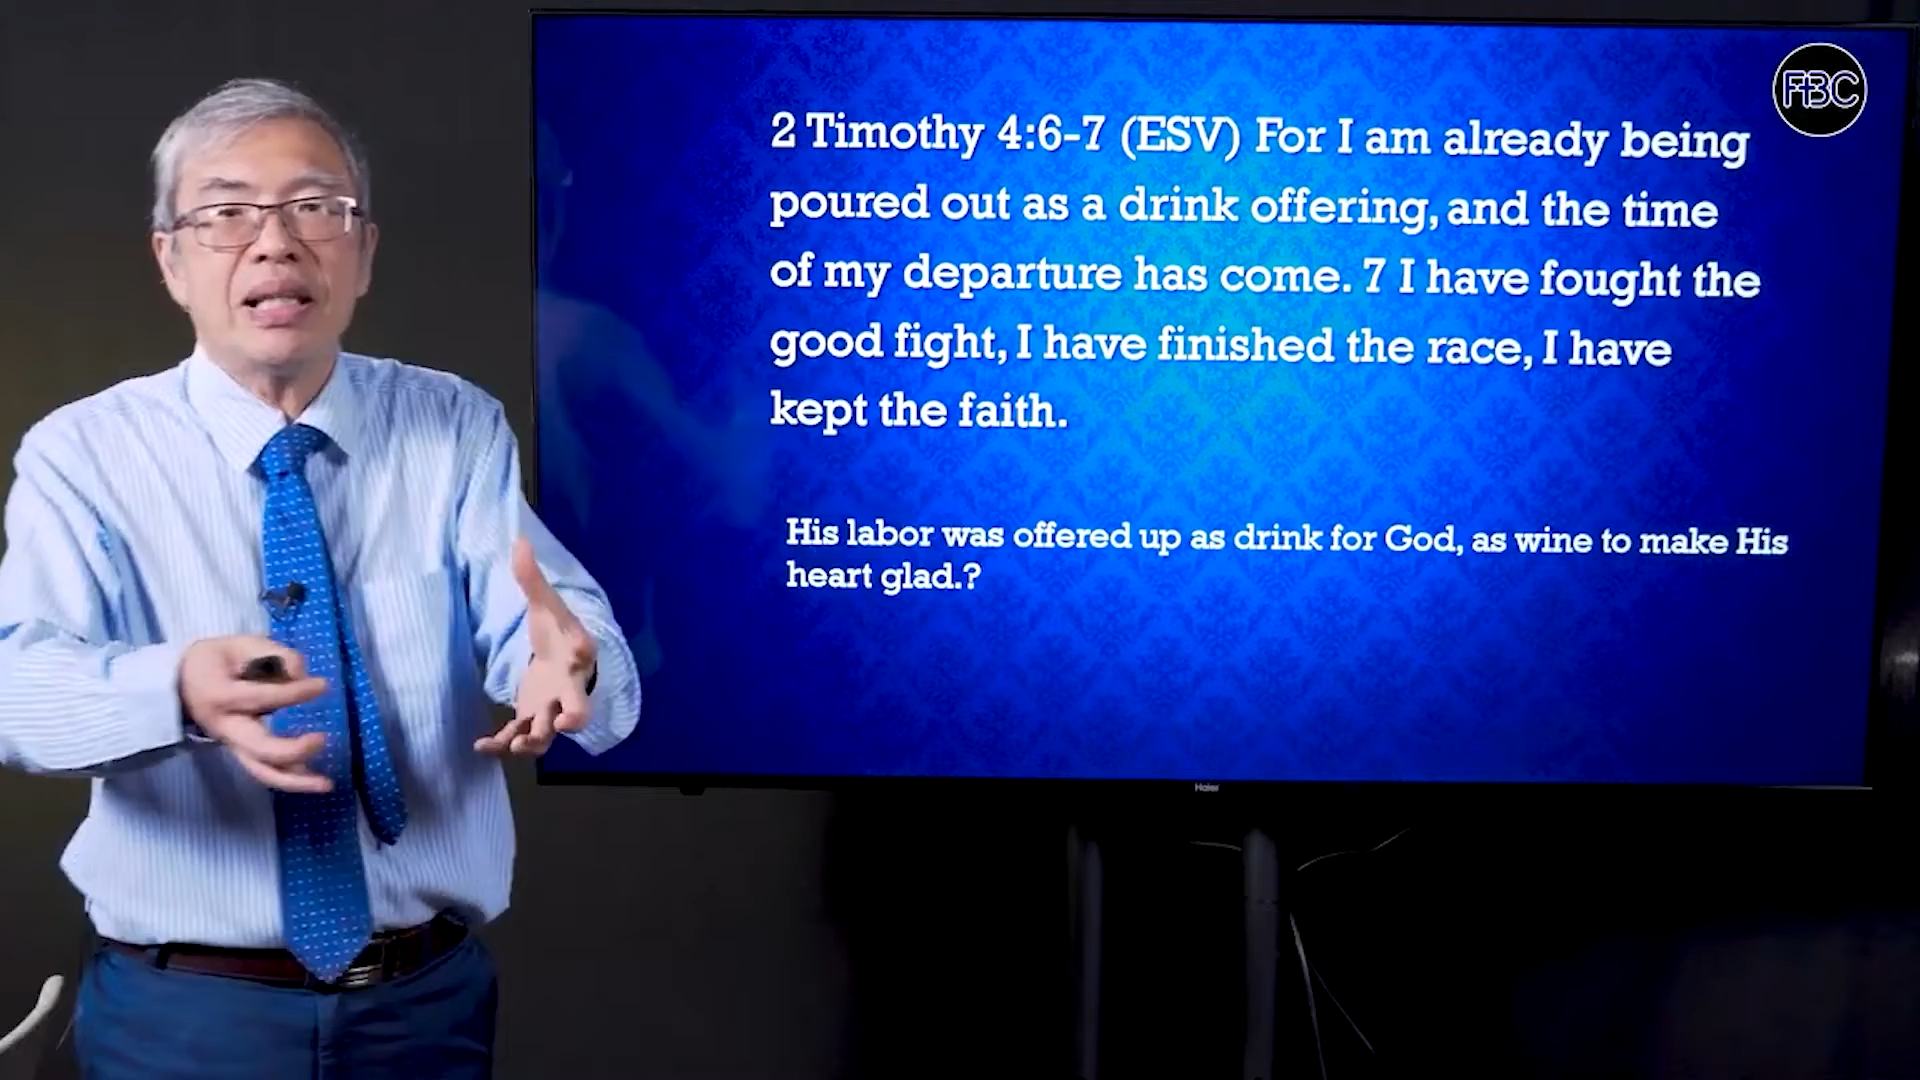 FBC
2 Timothy 4:6-7 (ESV) For I am already being
poured out as a drink offering, and the time
of my departure has come. 7 I have fought the
good fight, I have finished the race, I have
kept the faith.
His labor was offered up as drink for God, as wine to make His
heart glad.?
Haier